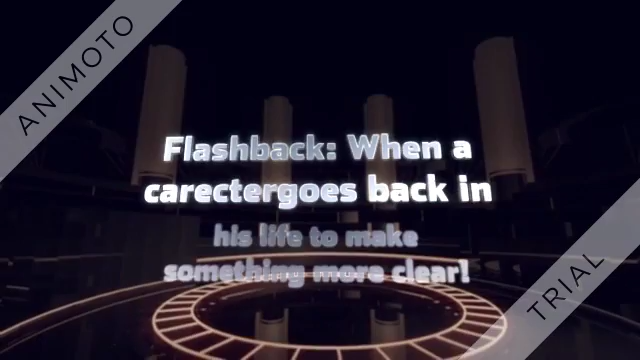 ANIMOTO
Flashback: When a
carectergoes back in
his life to make
something more clear!
TRIAL